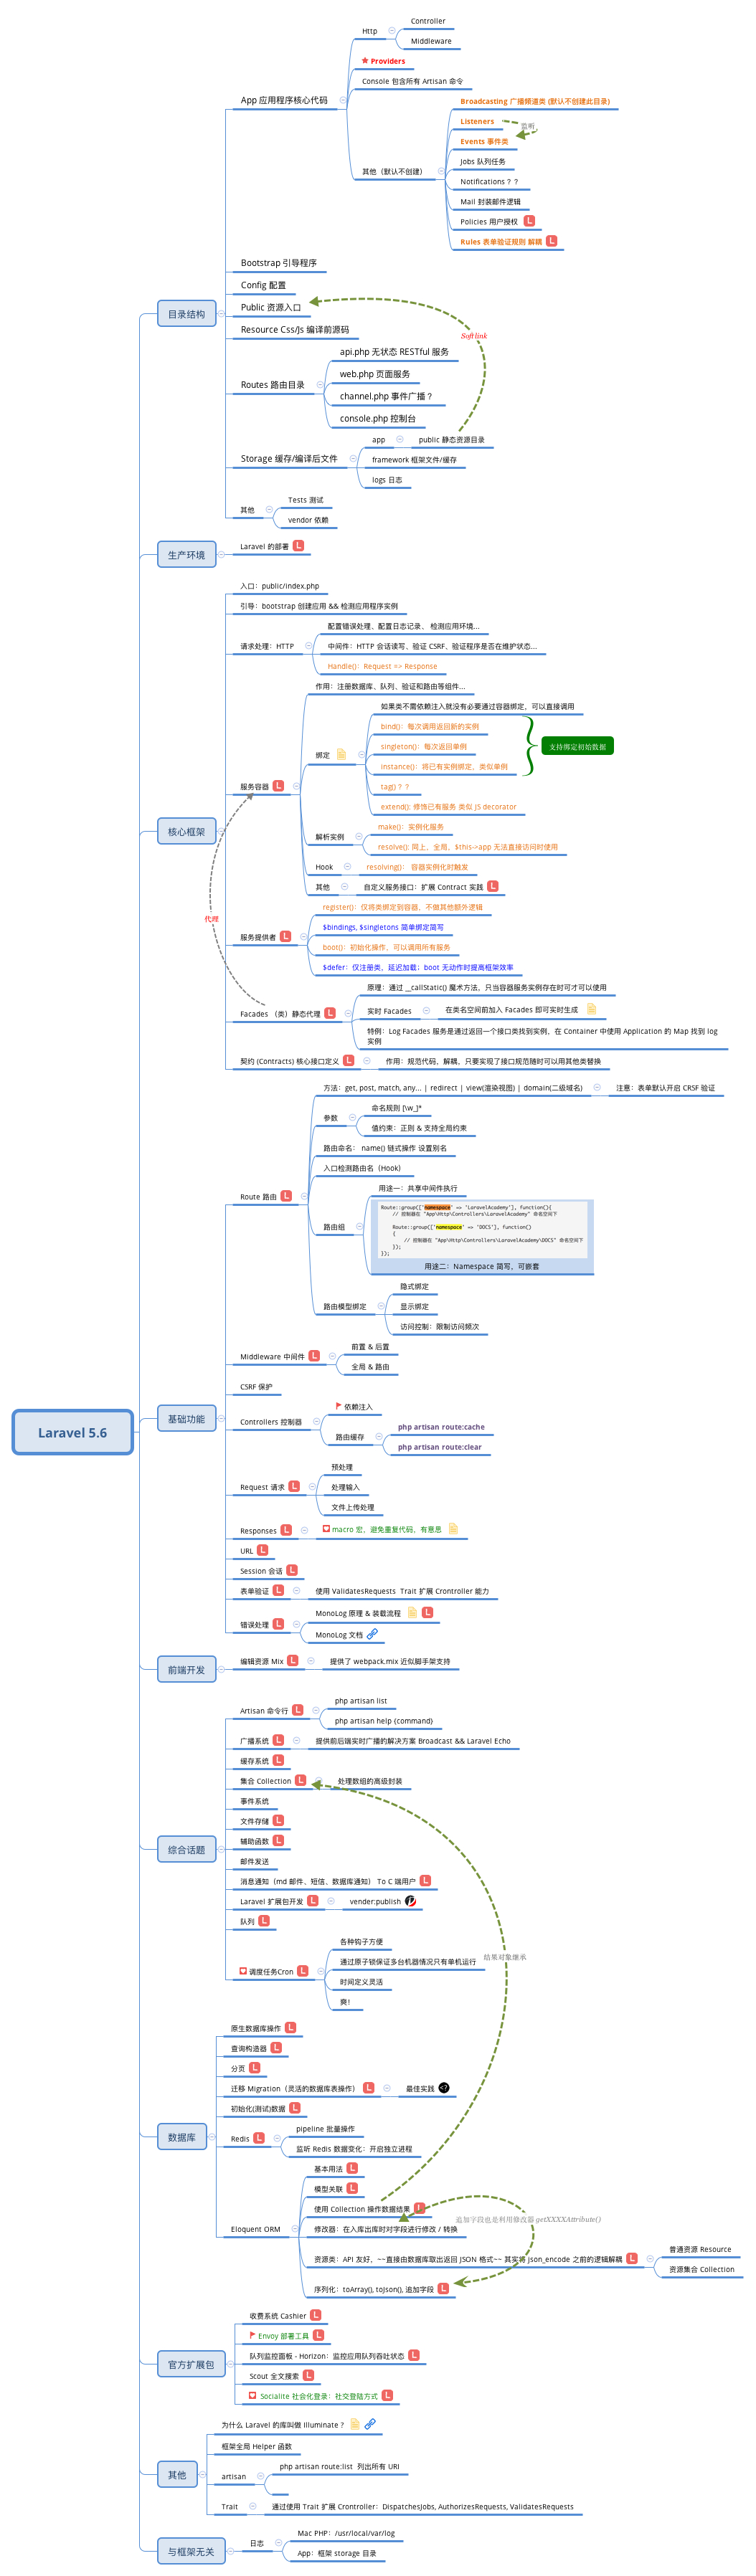 Laravel 5.6
目录结构
App 应用程序核心代码
Http
Controller
Middleware
Providers
Console 包含所有 Artisan 命令
其他（默认不创建）
Broadcasting 广播频道类 (默认不创建此目录)
Listeners
监听
Events 事件类
Jobs 队列任务
Notifications ? ?
Mail 封装邮件逻辑
Policies 用户授权
Rules 表单验证规则 解耦
Bootstrap 引导程序
Config 配置
Public 资源入口
Softlink
Resource Css/Js 编译前源码
Routes 路由目录
api.php 无状态 RESTful 服务
web.php 页面服务
channel.php 事件广播？
console.php 控制台
Storage 缓存/编译后文件
app
public 静态资源目录
framework 框架文件/缓存
logs 日志
其他
Tests 测试
vendor 依赖
生产环境
Laravel 的部署
核心框架
入口：public/index.php
引导：bootstrap 创建应用 && 检测应用程序实例
请求处理：HTTP
配置错误处理、配置日志记录、 检测应用环境...
中间件：HTTP 会话读写、验证 CSRF、验证程序是否在维护状态...
Handle()：Request => Response
服务容器
作用：注册数据库、队列、验证和路由等组件...
绑定
如果类不需依赖注入就没有必要通过容器绑定，可以直接调用
bind()：每次调用返回新的实例
singleton()：每次返回单例
instance()：将已有实例绑定，类似单例
支持绑定初始数据
tag() ? ?
extend(): 修饰已有服务 类似 JS decorator
解析实例
make()：实例化服务
resolve(): 同上，全局，$this->app 无法直接访问时使用
Hook
resolving()： 容器实例化时触发
其他
自定义服务接口：扩展 Contract 实践
代理
服务提供者
register()：仅将类绑定到容器，不做其他额外逻辑
$bindings, $singletons 简单绑定简写
boot()：初始化操作，可以调用所有服务
$defer：仅注册类，延迟加载；boot 无动作时提高框架效率
Facades （类）静态代理
原理：通过 __callStatic() 魔术方法，只当容器服务实例存在时可才可以使用
实时 Facades
在类名空间前加入 Facades 即可实时生成
特例：Log Facades 服务是通过返回一个接口类找到实例，在 Container 中使用 Application 的 Map 找到 log
实例
契约 (Contracts) 核心接口定义
作用：规范代码，解耦，只要实现了接口规范随时可以用其他类替换
基础功能
Route 路由
方法：get, post, match, any... | redirect | view(渲染视图) | domain(二级域名)
注意：表单默认开启 CRSF 验证
参数
命名规则 [\w_]*
值约束：正则 & 支持全局约束
路由命名： name() 链式操作 设置别名
入口检测路由名（Hook）
路由组
用途一：共享中间件执行
Route::group(['namespace' => 'LaravelAcademy'], function(){
// 控制器在 "App\Http\Controllers\LaravelAcademy" 命名空间下
Route::group(['namespace' => 'DOCS'], function()
{
// 控制器在 "App\Http\Controllers\LaravelAcademy\DOCS" 命名空间下
});
});
用途二：Namespace 简写，可嵌套
路由模型绑定
隐式绑定
显示绑定
访问控制：限制访问频次
Middleware 中间件
前置 & 后置
全局 & 路由
CSRF 保护
Controllers 控制器
依赖注入
路由缓存
php artisan route:cache
php artisan route:clear
Request 请求
预处理
处理输入
文件上传处理
Responses
macro 宏，避免重复代码，有意思
URL
Session 会话
表单验证
使用 ValidatesRequests Trait 扩展 Crontroller 能力
错误处理
MonoLog 原理 & 装载流程
MonoLog 文档
前端开发
编辑资源 Mix
提供了 webpack.mix 近似脚手架支持
综合话题
Artisan 命令行
php artisan list
php artisan help {command}
广播系统
提供前后端实时广播的解决方案 Broadcast && Laravel Echo
缓存系统
集合 Collection
处理数组的高级封装
事件系统
文件存储
辅助函数
邮件发送
消息通知（md 邮件、短信、数据库通知） To C 端用户
Laravel 扩展包开发
vender:publish
队列
调度任务Cron
各种钩子方便
通过原子锁保证多台机器情况只有单机运行
时间定义灵活
爽！
结果对象继承
数据库
原生数据库操作
查询构造器
分页
迁移 Migration（灵活的数据库表操作）
最佳实践
初始化(测试)数据
Redis
pipeline 批量操作
监听 Redis 数据变化：开启独立进程
Eloquent ORM
基本用法
模型关联
使用 Collection 操作数据结果
追加字段也是利用修改器 getXXXXAttribute()
修改器：在入库出库时对字段进行修改 / 转换
资源类：API 友好，~~直接由数据库取出返回 JSON 格式~~ 其实将 json_encode 之前的逻辑解耦
普通资源 Resource
资源集合 Collection
序列化：toArray(), toJson(), 追加字段
官方扩展包
收费系统 Cashier
Envoy 部署工具
队列监控面板 - Horizon：监控应用队列吞吐状态
Scout 全文搜索
Socialite 社会化登录：社交登陆方式
其他
为什么 Laravel 的库叫做 Illuminate？
框架全局 Helper 函数
artisan
php artisan route:list 列出所有 URI
Trait
通过使用 Trait 扩展 Crontroller：DispatchesJobs, AuthorizesRequests, ValidatesRequests
与框架无关
日志
Mac PHP：/usr/local/var/log
App：框架 storage 目录